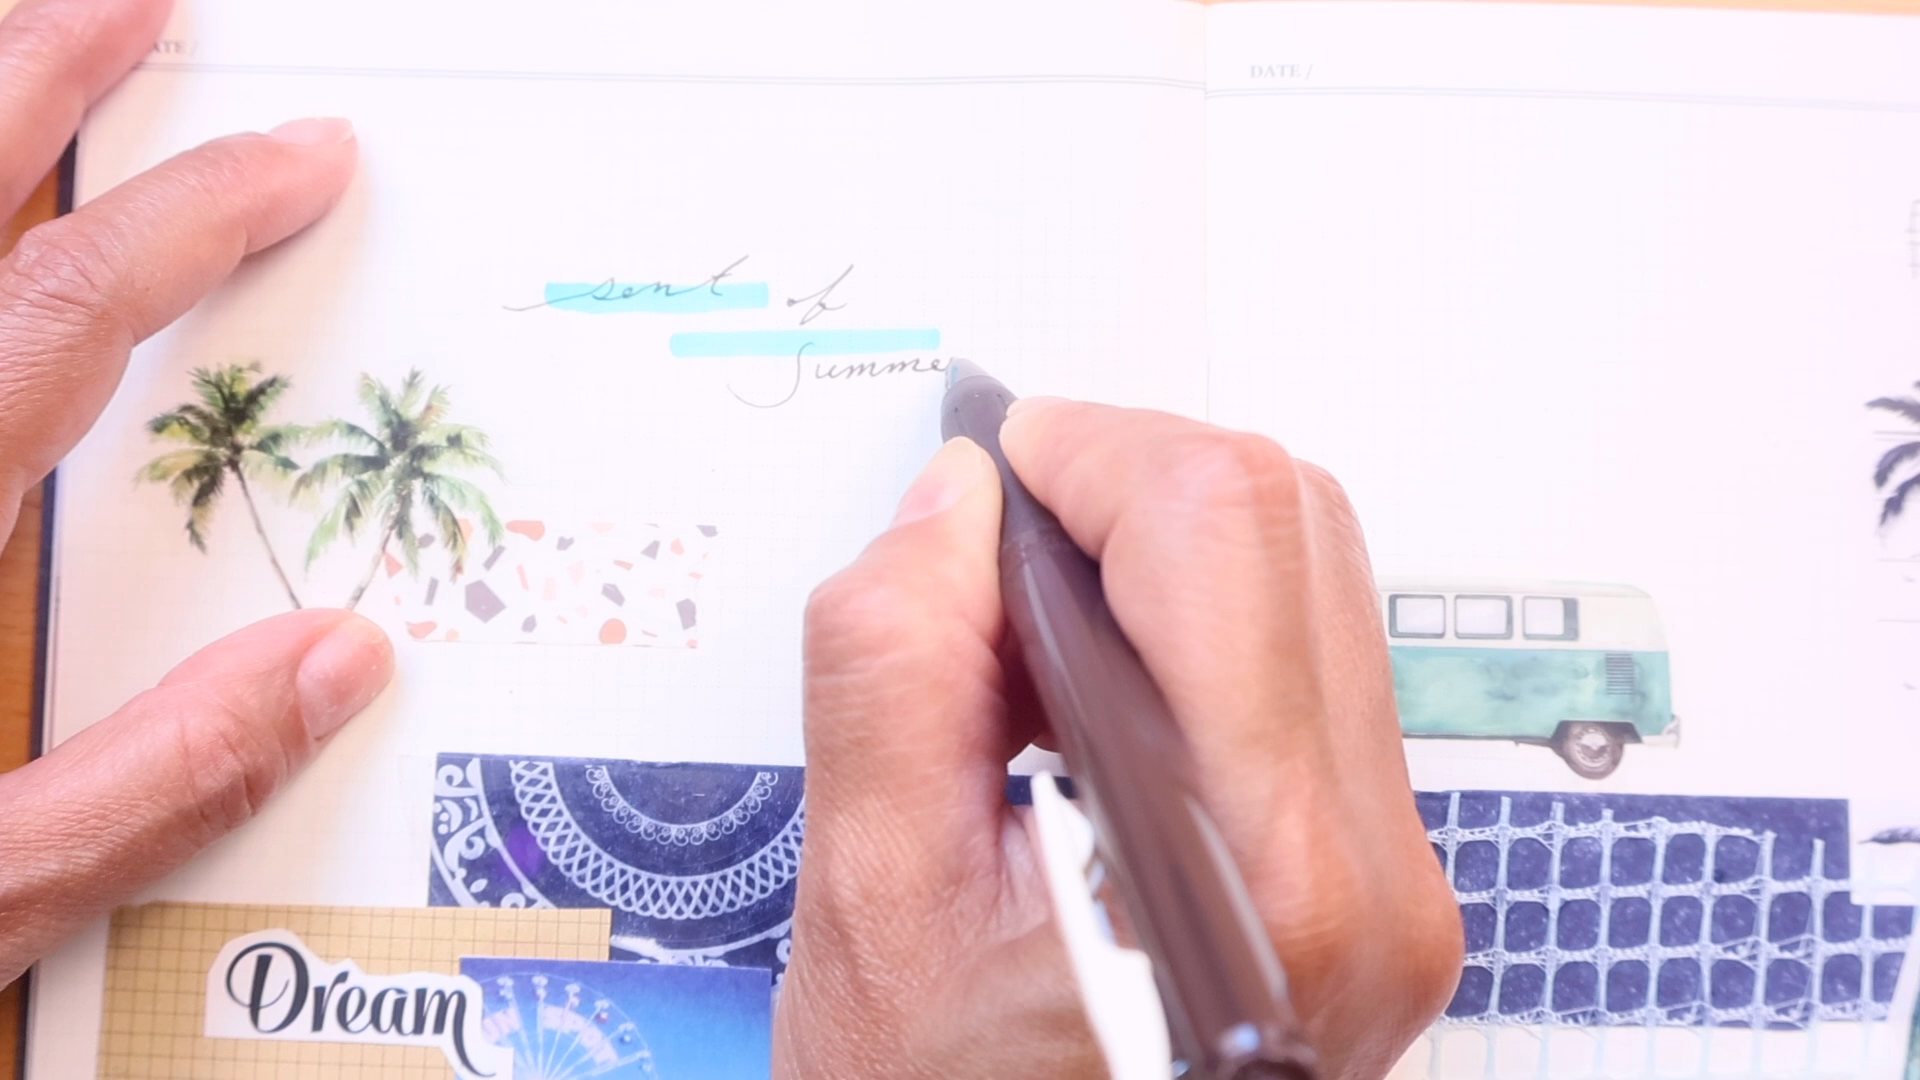 DATE /
DATE /
sent of
Summe
Dream